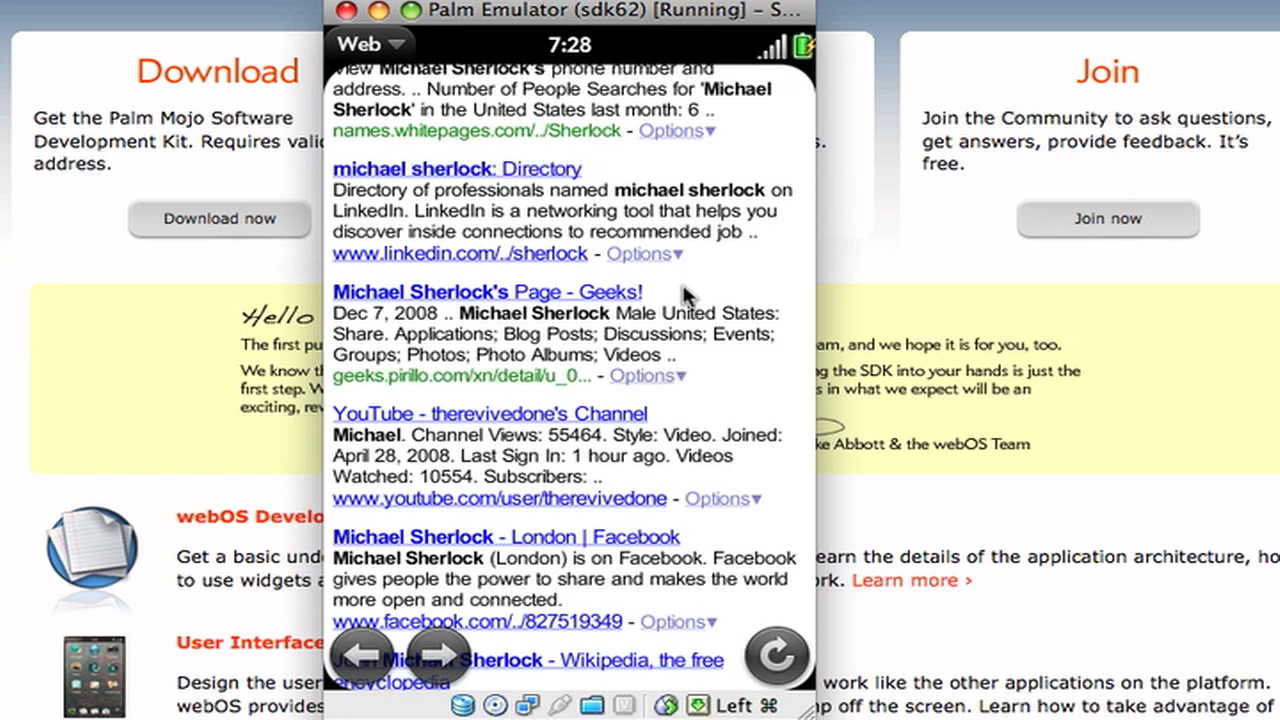 Palm Emulator (sdk62) [Running] – S...
Web
7:28
view Michael Sherlock's phone number and
address. .. Number of People Searches for 'Michael
Sherlock' in the United States last month: 6 ..
names.whitepages.com/../Sherlock - Options▾
michael sherlock: Directory
Directory of professionals named michael sherlock on
LinkedIn. LinkedIn is a networking tool that helps you
discover inside connections to recommended job ..
www.linkedin.com/../sherlock - Options▾
Michael Sherlock's Page - Geeks!
Dec 7, 2008 .. Michael Sherlock Male United States:
Share. Applications; Blog Posts; Discussions; Events;
Groups; Photos; Photo Albums; Videos ..
geeks.pirillo.com/xn/detail/u_0... - Options▾
YouTube - therevivedone's Channel
Michael. Channel Views: 55464. Style: Video. Joined:
April 28, 2008. Last Sign In: 1 hour ago. Videos
Watched: 10554. Subscribers: ..
www.youtube.com/user/therevivedone - Options▾
Michael Sherlock - London | Facebook
Michael Sherlock (London) is on Facebook. Facebook
gives people the power to share and makes the world
more open and connected.
www.facebook.com/../827519349 - Options▾
Sherlock - Wikipedia, the free
encyclopedia
Left ⌘
Download
Get the Palm Mojo Software
Development Kit. Requires
address.
Download now
Join
Join the Community to ask questions,
get answers, provide feedback. It's
free.
Join now
Hello
The first
We know
first step.
exciting,
and we hope it is for you, too.
the SDK into your hands is just the
in what we expect will be an
Abbott & the webOS Team
webOS
Get a basic
to use widgets
the details of the application architecture,
Learn more ›
User Interface
Design the user
webOS provides
work like the other applications on the platform.
off the screen. Learn how to take advantage of